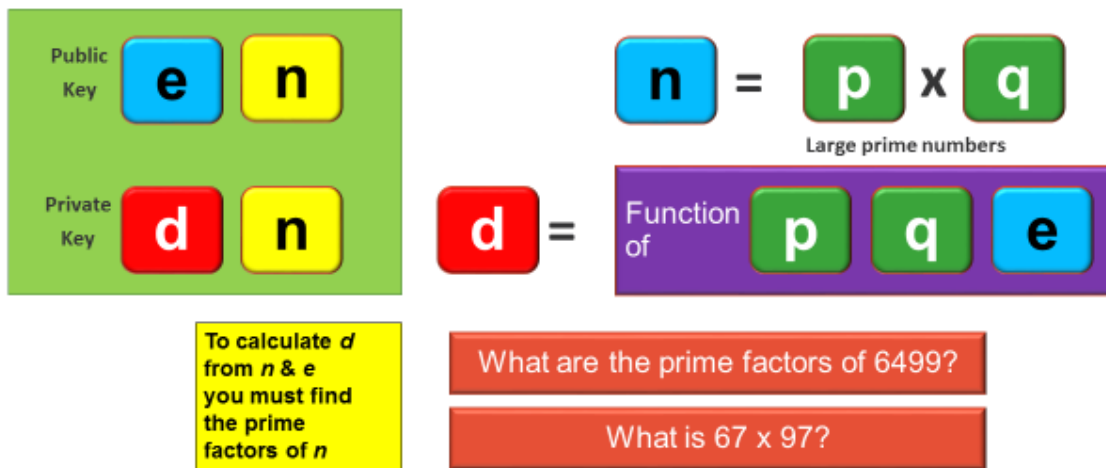 Public
Key
e n
n = p x q
Large prime numbers
Private
Key
d n
d =
Function
of
p q e
To calculate d
from n & e
you must find
the prime
factors of n
What are the prime factors of 6499?
What is 67 x 97?